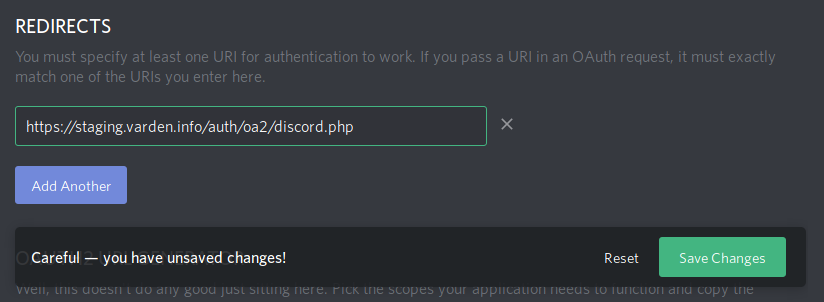 REDIRECTS
You must specify at least one URI for authentication to work. If you pass a URI in an OAuth request, it must exactly
match one of the URIs you enter here.
https://staging.varden.info/auth/oa2/discord.php
Add Another
Careful — you have unsaved changes!
Reset
Save Changes
Well, this doesn't do any good just sitting here. Pick the scopes your application needs to function and copy the